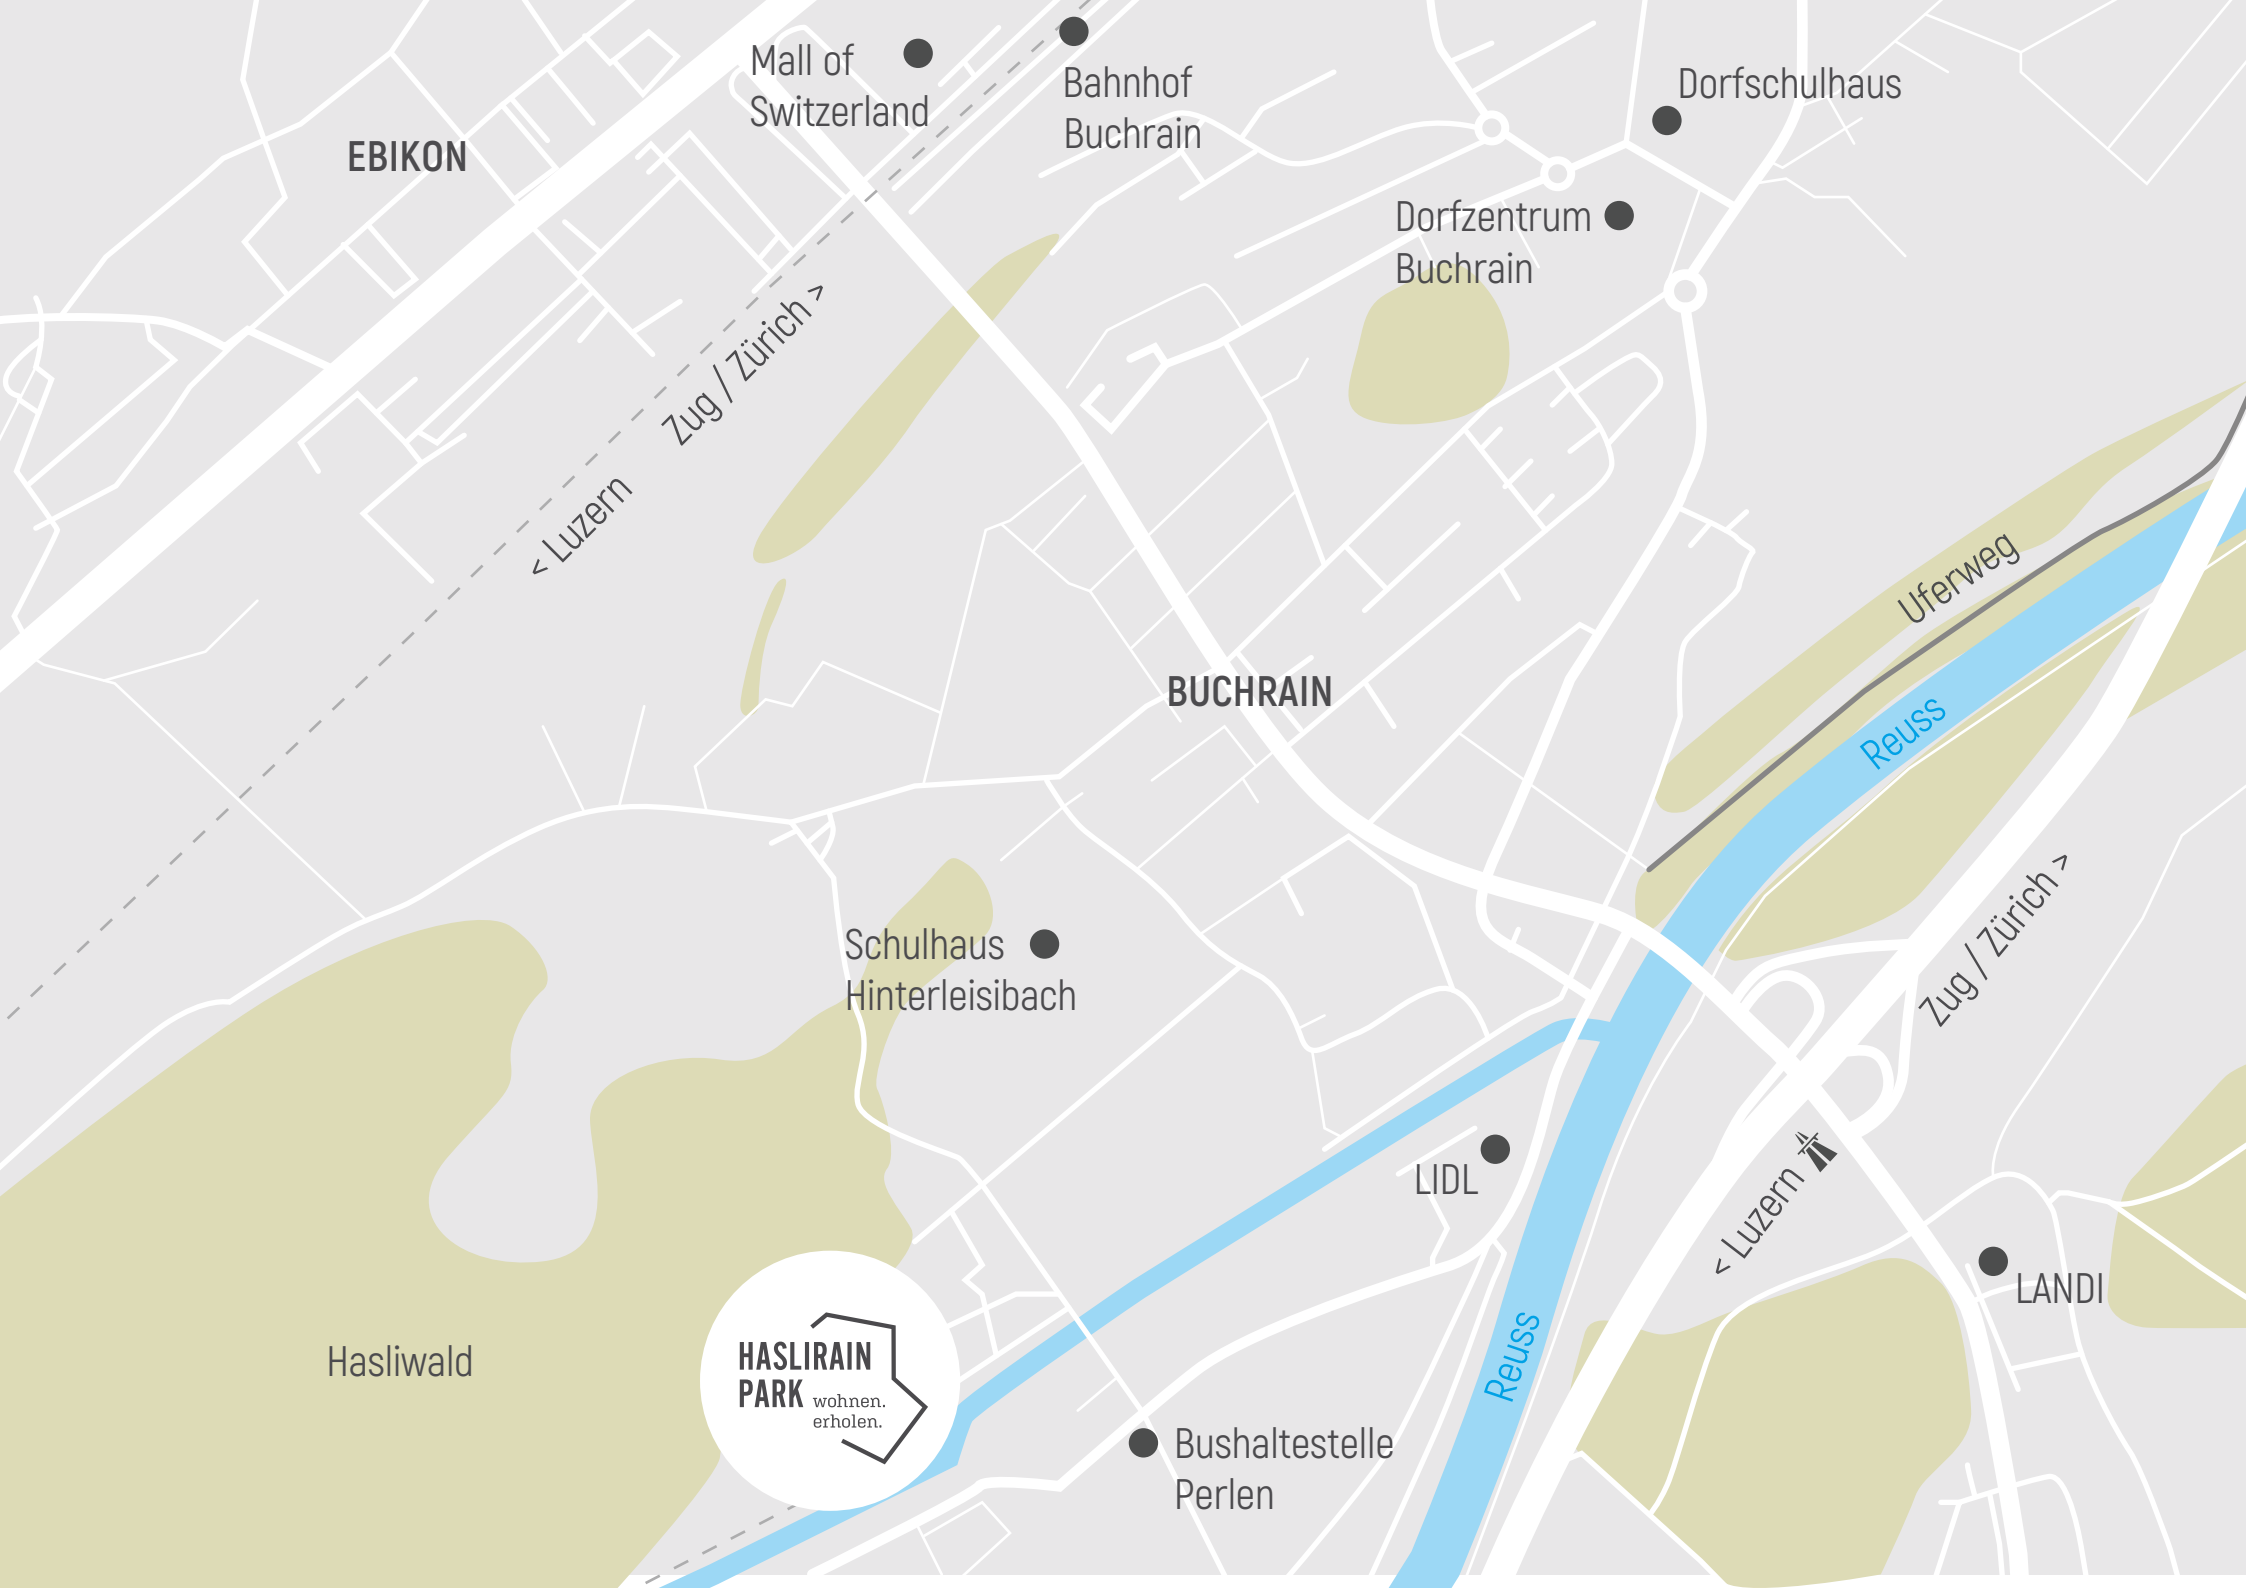 Mall of
Switzerland
Bahnhof
Buchrain
Dorfschulhaus
EBIKON
Dorfzentrum
Buchrain
Zug / Zürich >
< Luzern
Uferweg
BUCHRAIN
Reuss
Zug / Zürich >
Schulhaus
Hinterleisibach
LIDL
< Luzern
LANDI
Hasliwald
HASLIRAIN
PARK
wohnen.
erholen.
Reuss
Bushaltestelle
Perlen